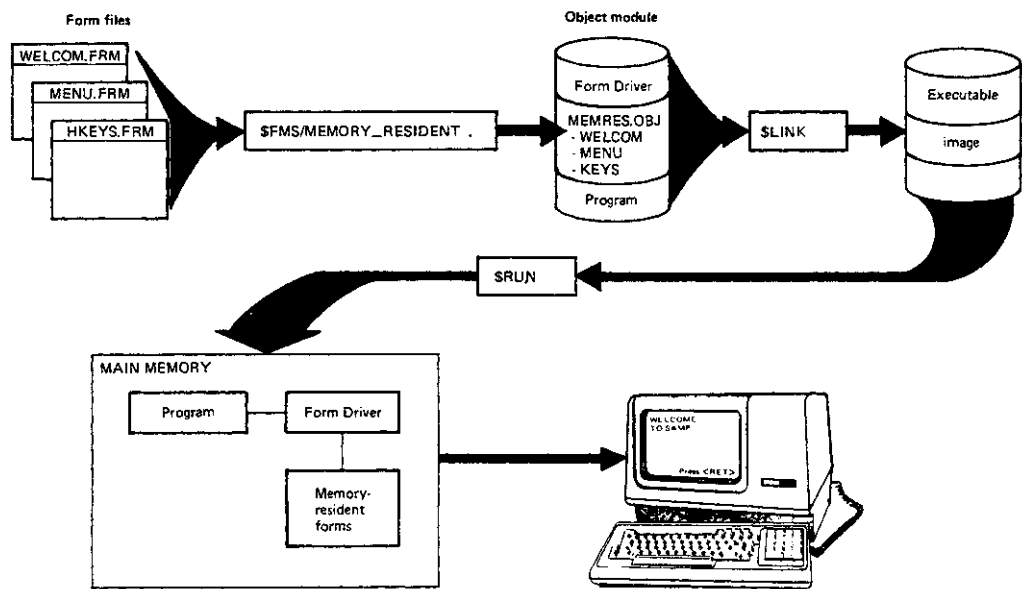 Form files
Object module
WELCOM.FRM
MENU.FRM
HKEYS.FRM
$FMS/MEMORY_RESIDENT .
Form Driver
MEMRES.OBJ
- WELCOM
- MENU
- KEYS
Program
$LINK
Executable
image
$RUN
MAIN MEMORY
Program
Form Driver
Memory-
resident
forms
WELCOME
TO SAMP
Press <RET>